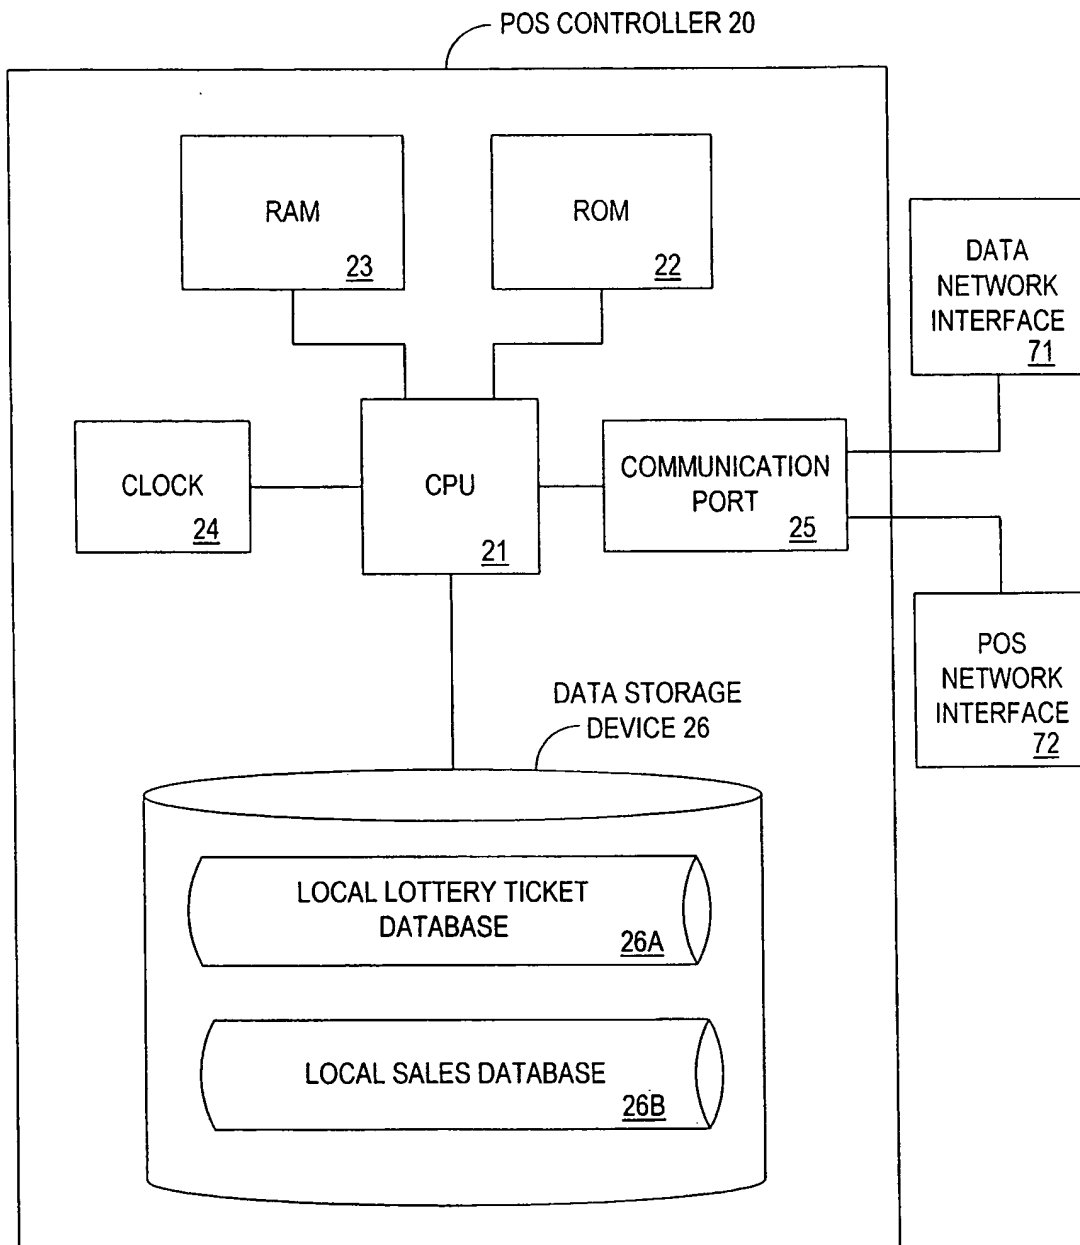 POS CONTROLLER 20
RAM
23
ROM
22
DATA
NETWORK
INTERFACE
71
CLOCK
24
CPU
21
COMMUNICATION
PORT
25
POS
NETWORK
INTERFACE
72
DATA STORAGE
DEVICE 26
LOCAL LOTTERY TICKET
DATABASE
26A
LOCAL SALES DATABASE
26B